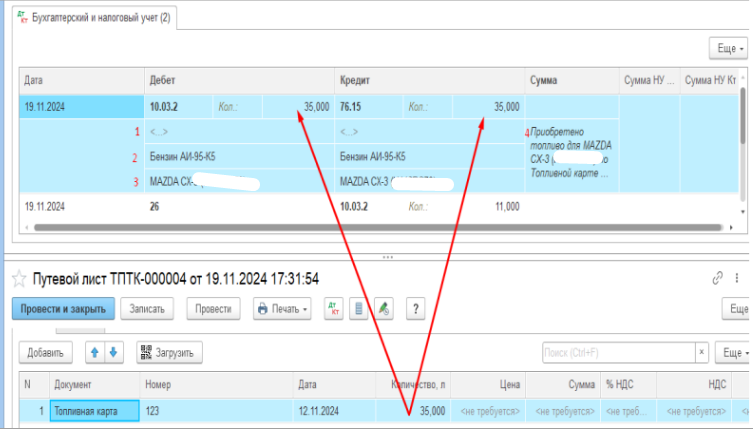 Дт Кт Бухгалтерский и налоговый учет (2)
Еще
Дата Дебет Кредит Сумма Сумма НУ ... Сумма НУ Кт
19.11.2024 10.03.2 Кол.: 35,000 76.15 Кол.: 35,000
1 <...> <...> 4 Приобретено
топливо для MAZDA
2 Бензин АИ-95-К5 Бензин АИ-95-К5
CX-3
3 MAZDA CX- MAZDA CX-3
Топливной карте ...
19.11.2024 26 10.03.2 Кол.: 11,000
Путевой лист ТПТК-000004 от 19.11.2024 17:31:54
Провести и закрыть Записать Провести Печать Дт Кт ? Еще
Добавить Загрузить Поиск (Ctrl+F) x Еще
N Документ Номер Дата Количество, л Цена Сумма % НДС НДС
1 Топливная карта 123 12.11.2024 35,000 <не требуется> <не требуется> <не треб... <не требуется>